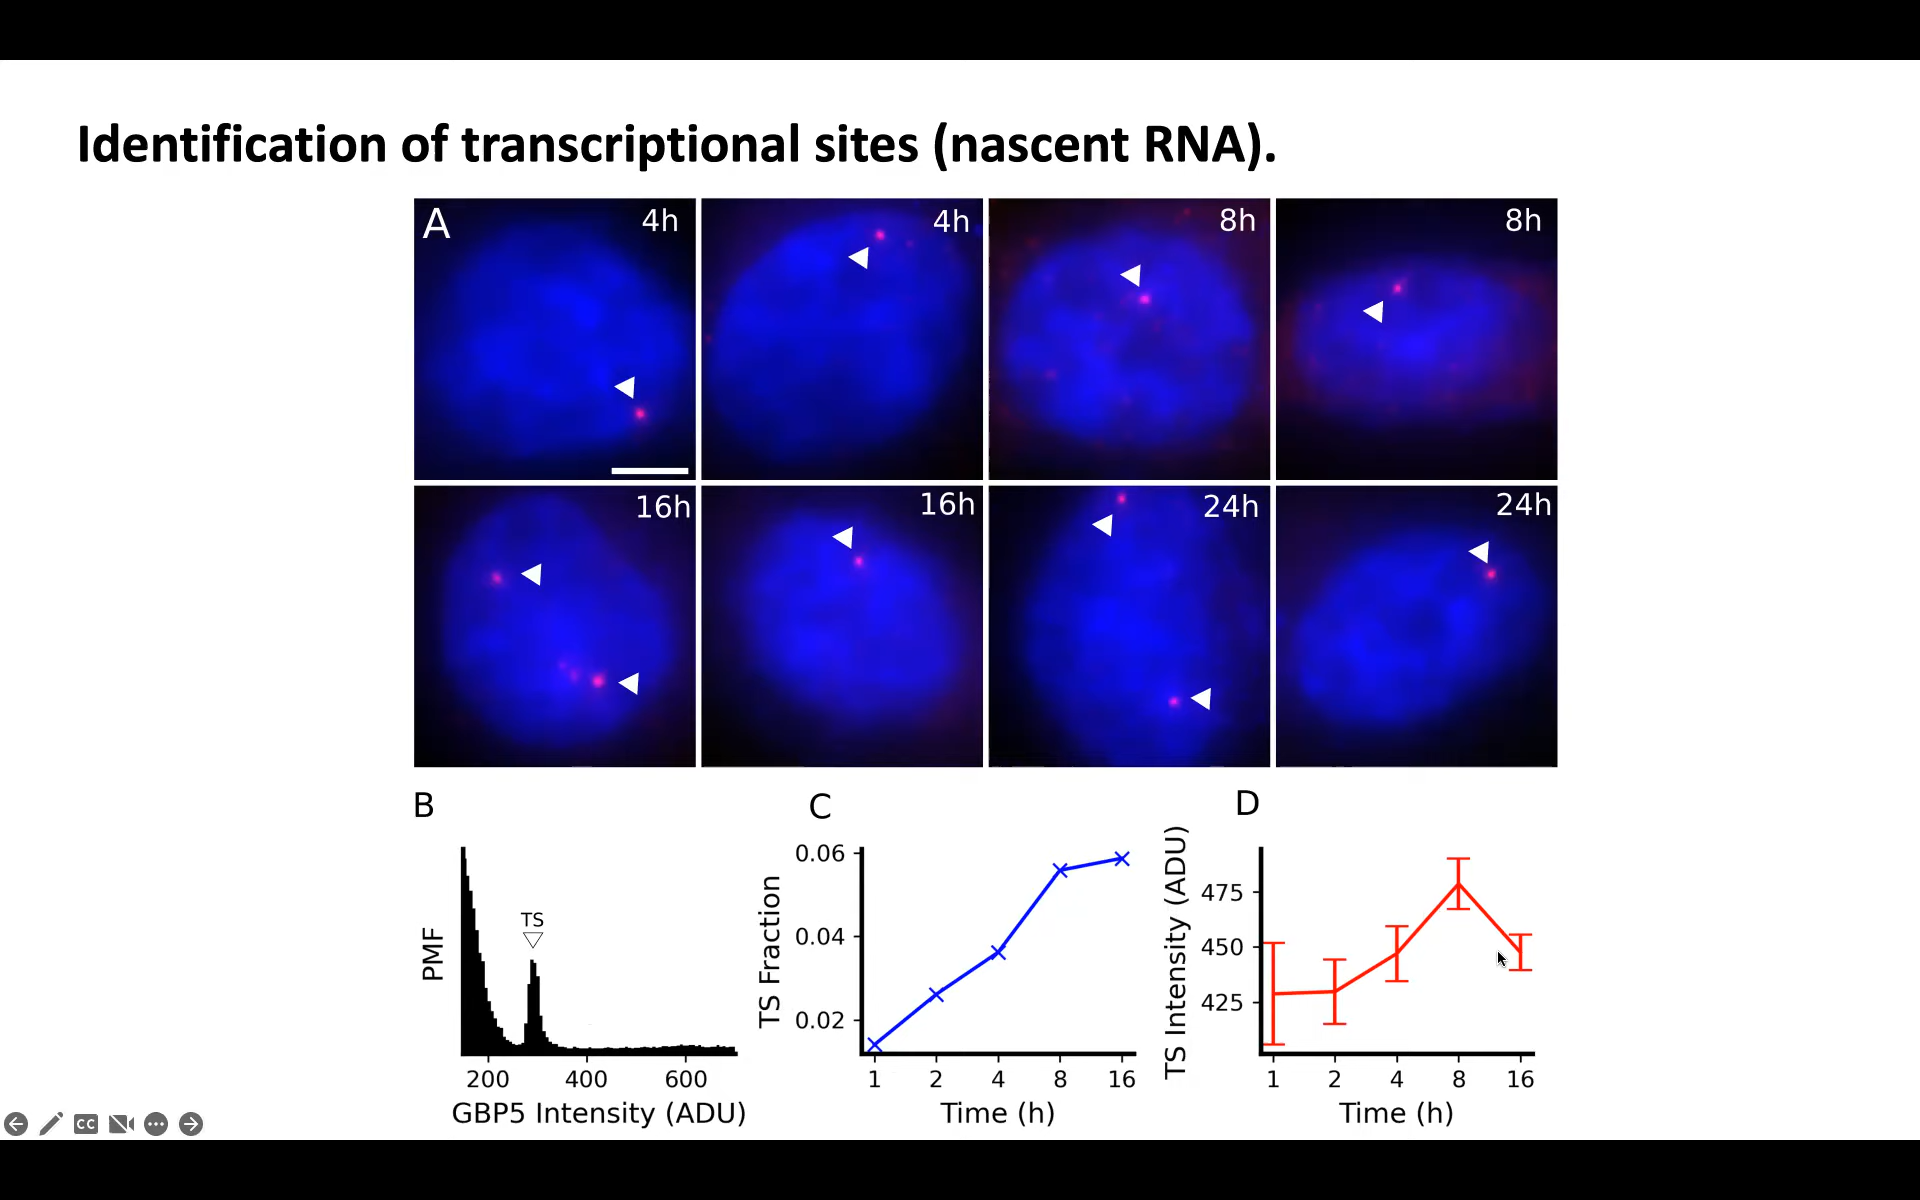 Identification of transcriptional sites (nascent RNA).
A
4h
4h
8h
8h
16h
16h
24h
24h
B
PMF
TS
200
400
600
GBP5 Intensity (ADU)
C
TS Fraction
0.06
0.04
0.02
1
2
4
8
16
Time (h)
D
TS Intensity (ADU)
475
450
425
1
2
4
8
16
Time (h)
CC